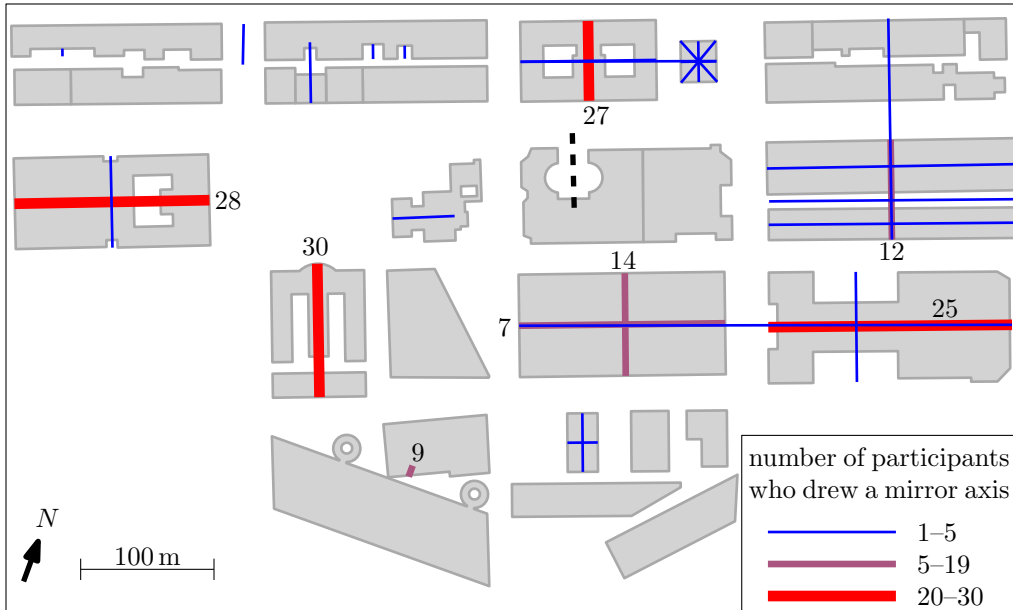 27
28
30
14
12
7
25
9
number of participants
who drew a mirror axis
1–5
5–19
20–30
N
100 m